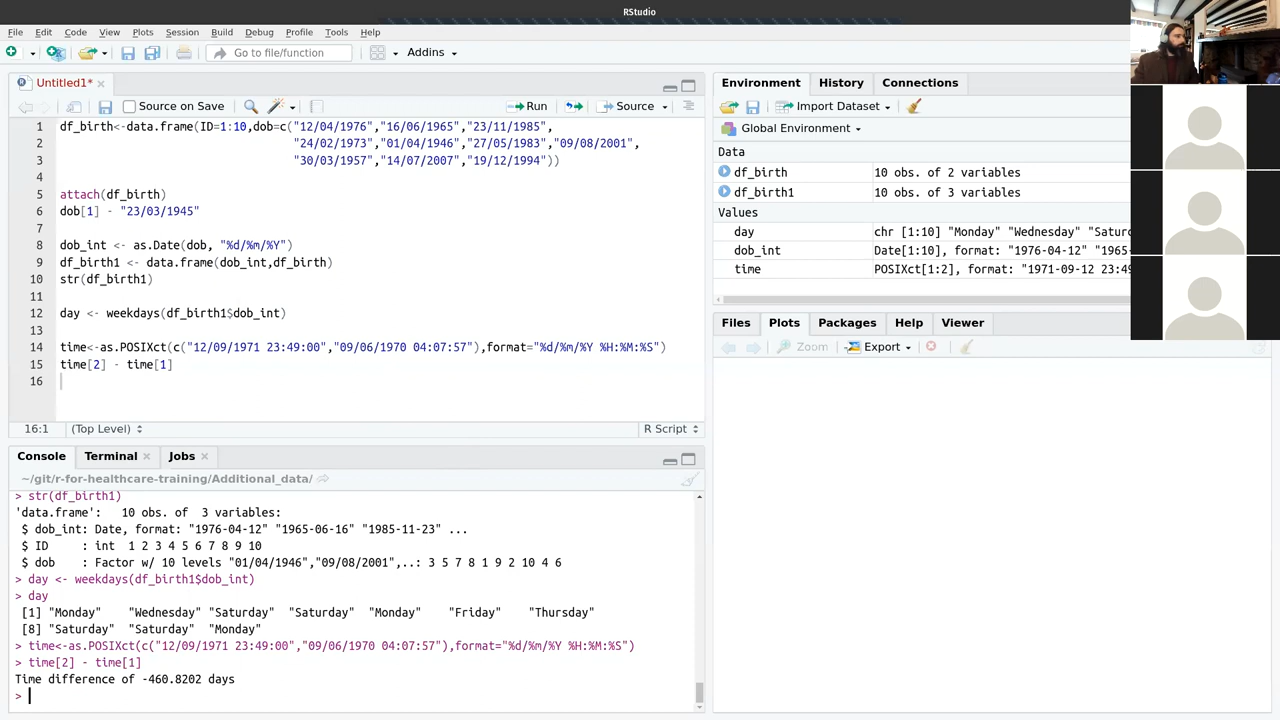 RStudio
File Edit Code View Plots Session Build Debug Profile Tools Help
Go to file/function Addins
Untitled1*
Source on Save Run Source
1 df_birth<-data.frame(ID=1:10,dob=c("12/04/1976","16/06/1965","23/11/1985",
2 "24/02/1973","01/04/1946","27/05/1983","09/08/2001",
3 "30/03/1957","14/07/2007","19/12/1994"))
4
5 attach(df_birth)
6 dob[1] - "23/03/1945"
7
8 dob_int <- as.Date(dob, "%d/%m/%Y")
9 df_birth1 <- data.frame(dob_int,df_birth)
10 str(df_birth1)
11
12 day <- weekdays(df_birth1$dob_int)
13
14 time<-as.POSIXct(c("12/09/1971 23:49:00","09/06/1970 04:07:57"),format="%d/%m/%Y %H:%M:%S")
15 time[2] - time[1]
16
16:1 (Top Level) R Script
Console Terminal Jobs
~/git/r-for-healthcare-training/Additional_data/
> str(df_birth1)
'data.frame': 10 obs. of 3 variables:
$ dob_int: Date, format: "1976-04-12" "1965-06-16" "1985-11-23" ...
$ ID : int 1 2 3 4 5 6 7 8 9 10
$ dob : Factor w/ 10 levels "01/04/1946","09/08/2001",..: 3 5 7 8 1 9 2 10 4 6
> day <- weekdays(df_birth1$dob_int)
> day
[1] "Monday" "Wednesday" "Saturday" "Saturday" "Monday" "Friday" "Thursday"
[8] "Saturday" "Saturday" "Monday"
> time<-as.POSIXct(c("12/09/1971 23:49:00","09/06/1970 04:07:57"),format="%d/%m/%Y %H:%M:%S")
> time[2] - time[1]
Time difference of -460.8202 days
>
Environment History Connections
Import Dataset
Global Environment
Data
df_birth 10 obs. of 2 variables
df_birth1 10 obs. of 3 variables
Values
day chr [1:10] "Monday" "Wednesday" "Satur
dob_int Date[1:10], format: "1976-04-12" "1965-
time POSIXct[1:2], format: "1971-09-12 23:49
Files Plots Packages Help Viewer
Zoom Export